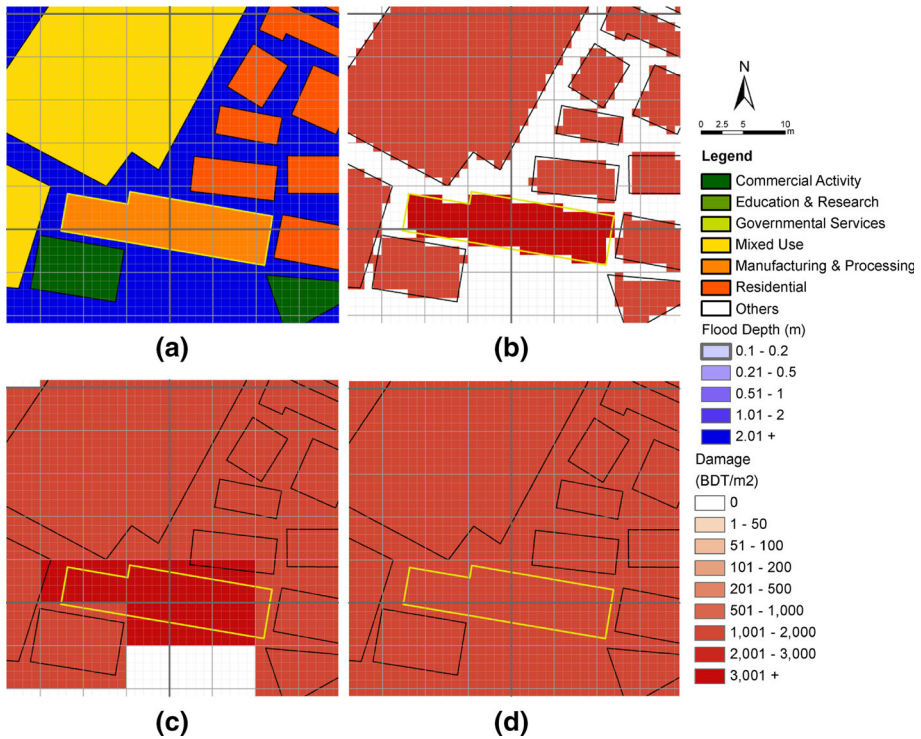 (a)
(b)
(c)
(d)
N
0 2.5 5 10
m
Legend
Commercial Activity
Education & Research
Governmental Services
Mixed Use
Manufacturing & Processing
Residential
Others
Flood Depth (m)
0.1 - 0.2
0.21 - 0.5
0.51 - 1
1.01 - 2
2.01 +
Damage
(BDT/m2)
0
1 - 50
51 - 100
101 - 200
201 - 500
501 - 1,000
1,001 - 2,000
2,001 - 3,000
3,001 +